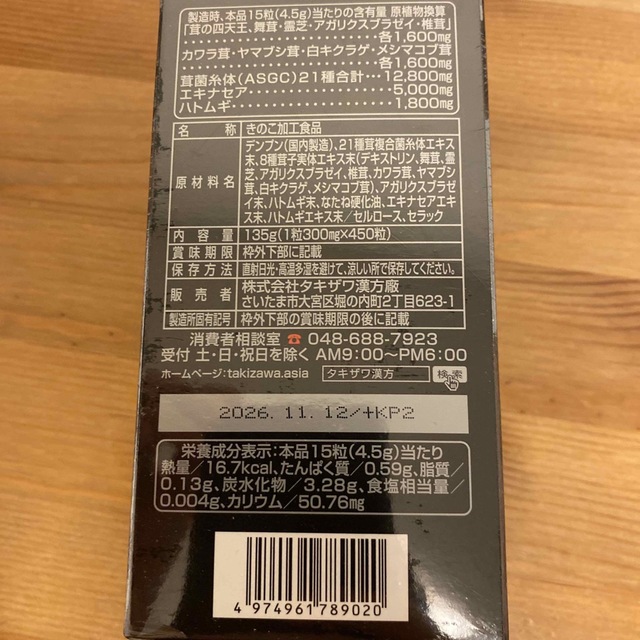 製造時、本品15粒(4.5g)当たりの含有量 原植物換算
「茸の四天王、舞茸・霊芝・アガリクスブラゼイ・椎茸」
各1,600mg
カワラ茸・ヤマブシ茸・白キクラゲ・メシマコブ茸
各1,600mg
茸菌糸体(ASGC)21種合計…12,800mg
エキナセア 5,000mg
ハトムギ 1,800mg
名称 きのこ加工食品
原材料名 デンプン(国内製造)、21種茸複合菌糸体エキス
末、8種茸子実体エキス末(デキストリン、舞茸、霊
芝、アガリクスブラゼイ、椎茸、カワラ茸、ヤマブシ
茸、白キクラゲ、メシマコブ茸)、アガリクスブラゼ
イ末、ハトムギ末、なたね硬化油、エキナセアエキ
ス末、ハトムギエキス末/セルロース、セラック
内容量 135g(1粒300mg×450粒)
賞味期限 枠外下部に記載
保存方法 直射日光・高温多湿を避けて、涼しい所で保存してください。
販売者 株式会社タキザワ漢方廠
さいたま市大宮区堀の内町2丁目623-1
製造所固有記号 枠外下部の賞味期限の後に記載
消費者相談室 ☎ 048-688-7923
受付 土・日・祝日を除く AM9:00~PM6:00
ホームページ:takizawa.asia タキザワ漢方 検索
2026.11.12/+KP2
栄養成分表示:本品15粒(4.5g)当たり
熱量/16.7kcal、たんぱく質/0.59g、脂質/
0.13g、炭水化物/3.28g、食塩相当量/
0.004g、カリウム/50.76mg
4 974961 789020